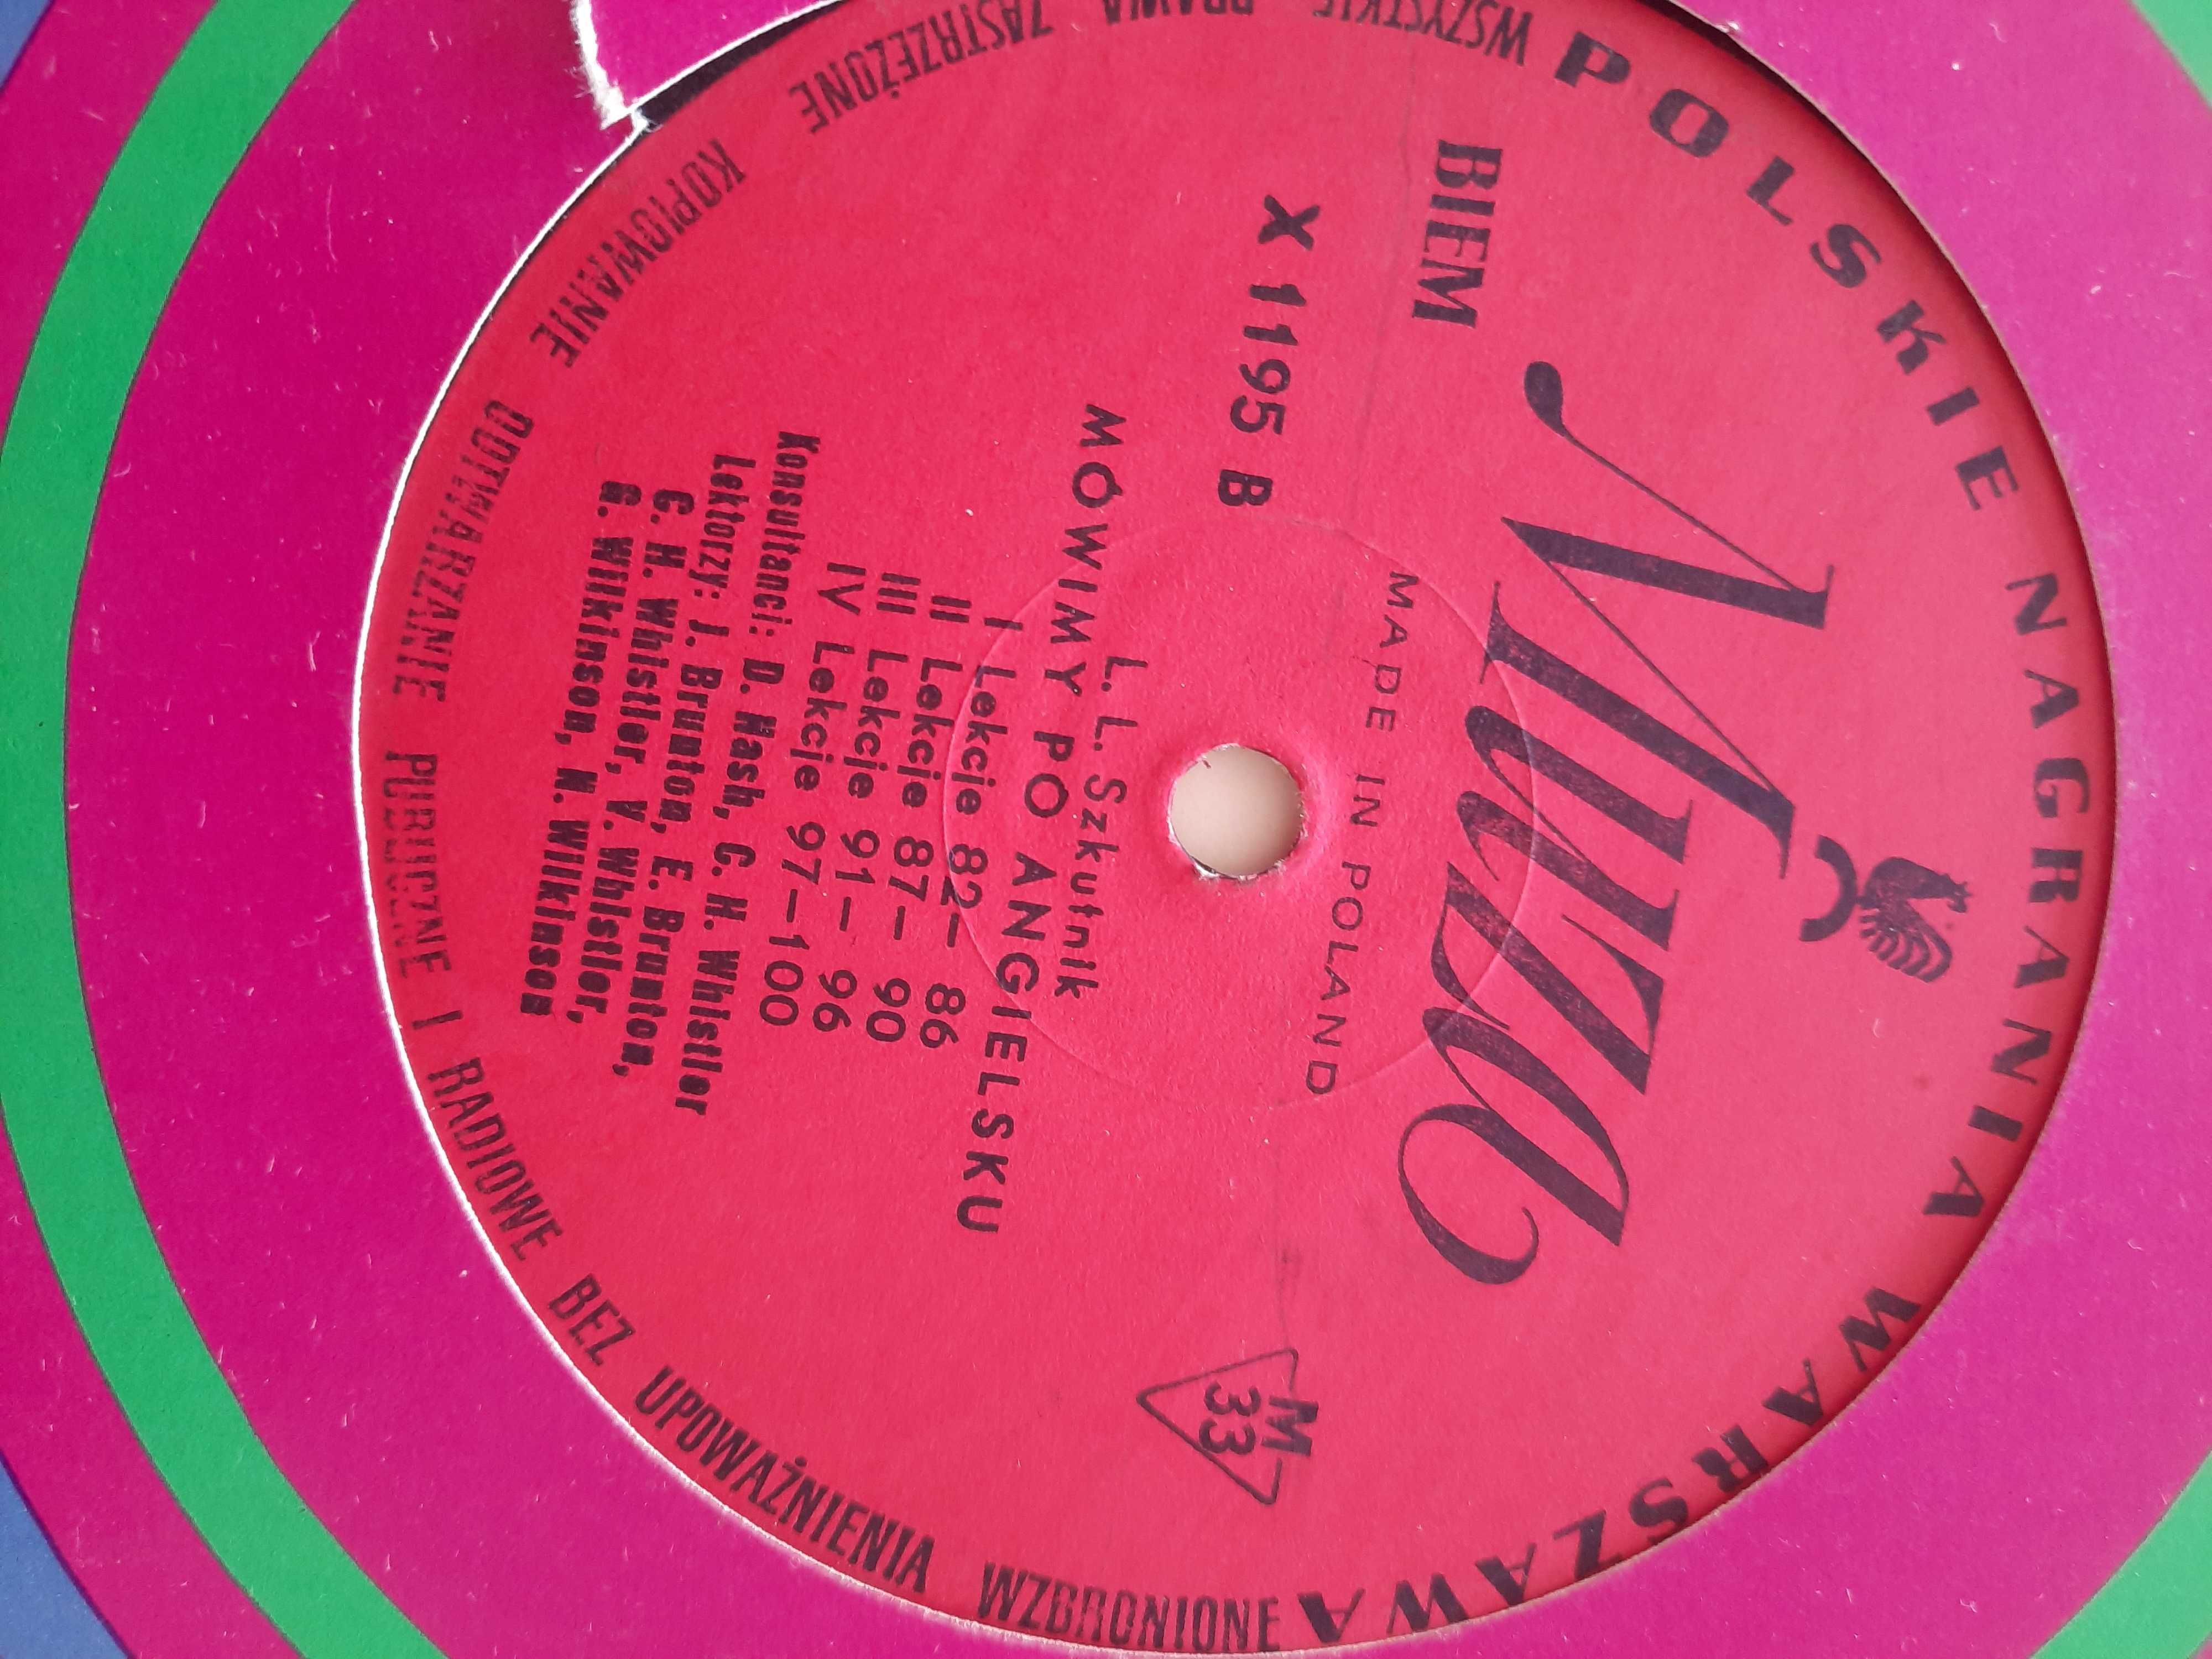 POLSKIE NAGRANIA WARSZAWA
Muza
BIEM
MADE IN POLAND
X 1195 B
M
33
L. L. Szkutnik
MÓWIMY PO ANGIELSKU
I Lekcje 82— 86
II Lekcje 87— 90
III Lekcje 91— 96
IV Lekcje 97—100
Konsultanci: D. Nash, C. H. Whistler
Lektorzy: J. Brunton, E. Brunton,
C. H. Whistler, V. Whistler,
G. Wilkinson, N. Wilkinson
WSZYSTKIE PRAWA ZASTRZEŻONE KOPIOWANIE ODTWARZANIE PUBLICZNE I RADIOWE BEZ UPOWAŻNIENIA WZBRONIONE